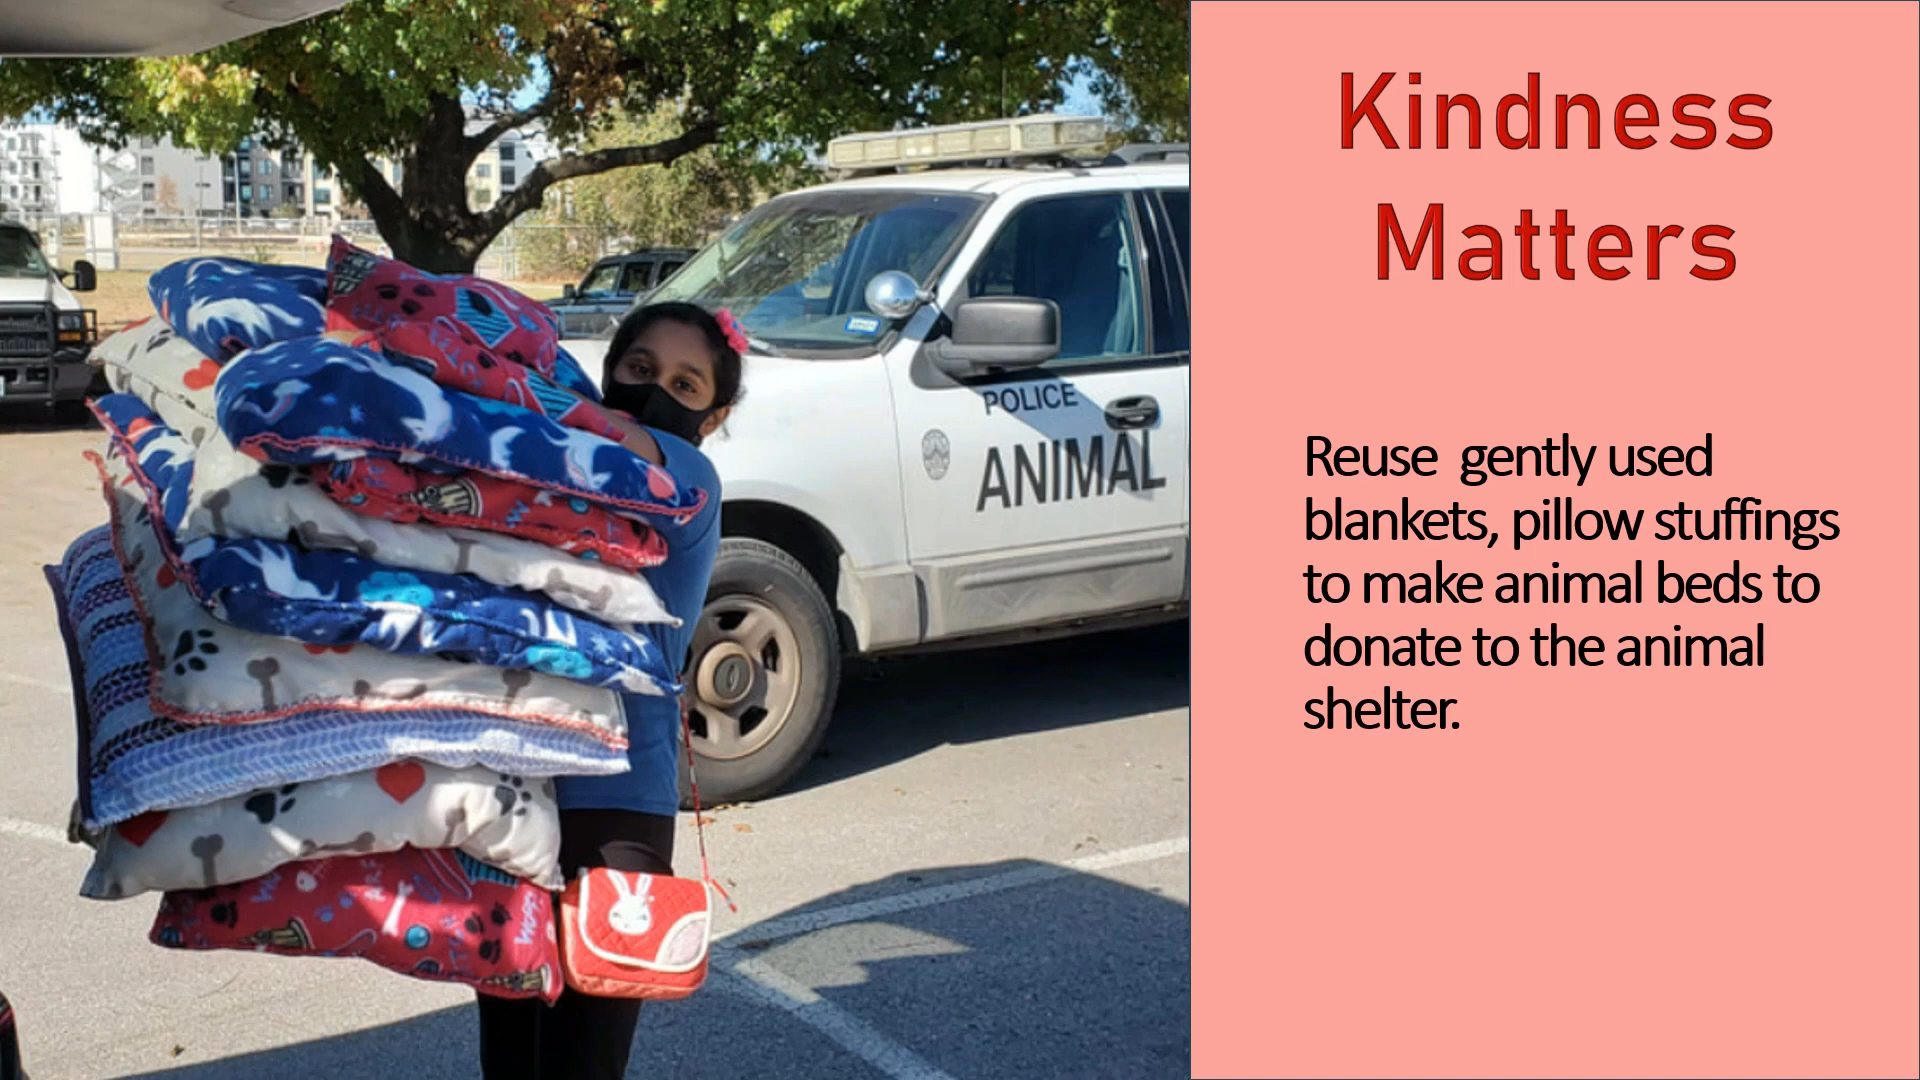 Kindness
Matters
Reuse  gently used
blankets, pillow stuffings
to make animal beds to
donate to the animal
shelter.
POLICE
ANIMAL
WOOF!